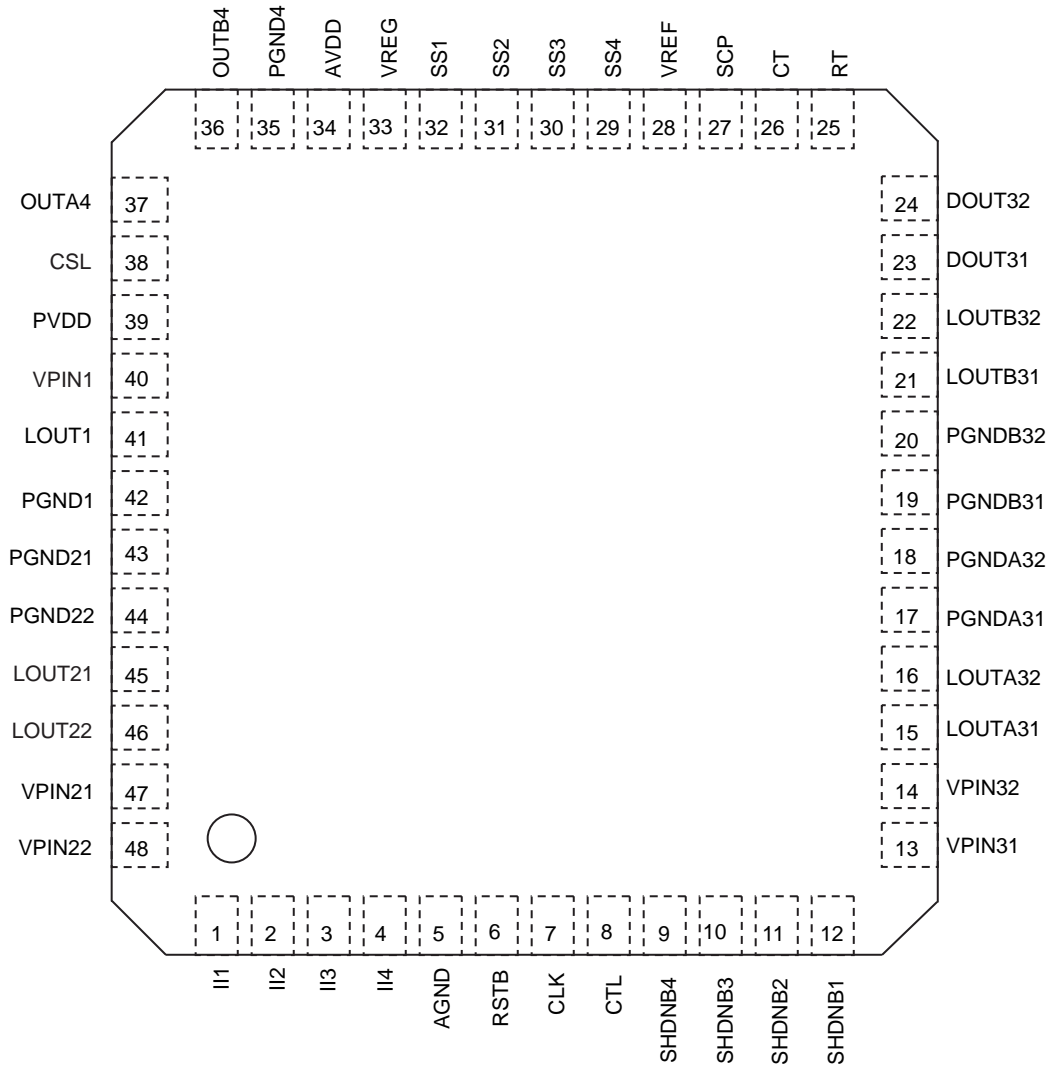 OUTB4
PGND4
AVDD
VREG
SS1
SS2
SS3
SS4
VREF
SCP
CT
RT
36
35
34
33
32
31
30
29
28
27
26
25
OUTA4 37
CSL 38
PVDD 39
VPIN1 40
LOUT1 41
PGND1 42
PGND21 43
PGND22 44
LOUT21 45
LOUT22 46
VPIN21 47
VPIN22 48
24 DOUT32
23 DOUT31
22 LOUTB32
21 LOUTB31
20 PGNDB32
19 PGNDB31
18 PGNDA32
17 PGNDA31
16 LOUTA32
15 LOUTA31
14 VPIN32
13 VPIN31
1
2
3
4
5
6
7
8
9
10
11
12
II1
II2
II3
II4
AGND
RSTB
CLK
CTL
SHDNB4
SHDNB3
SHDNB2
SHDNB1